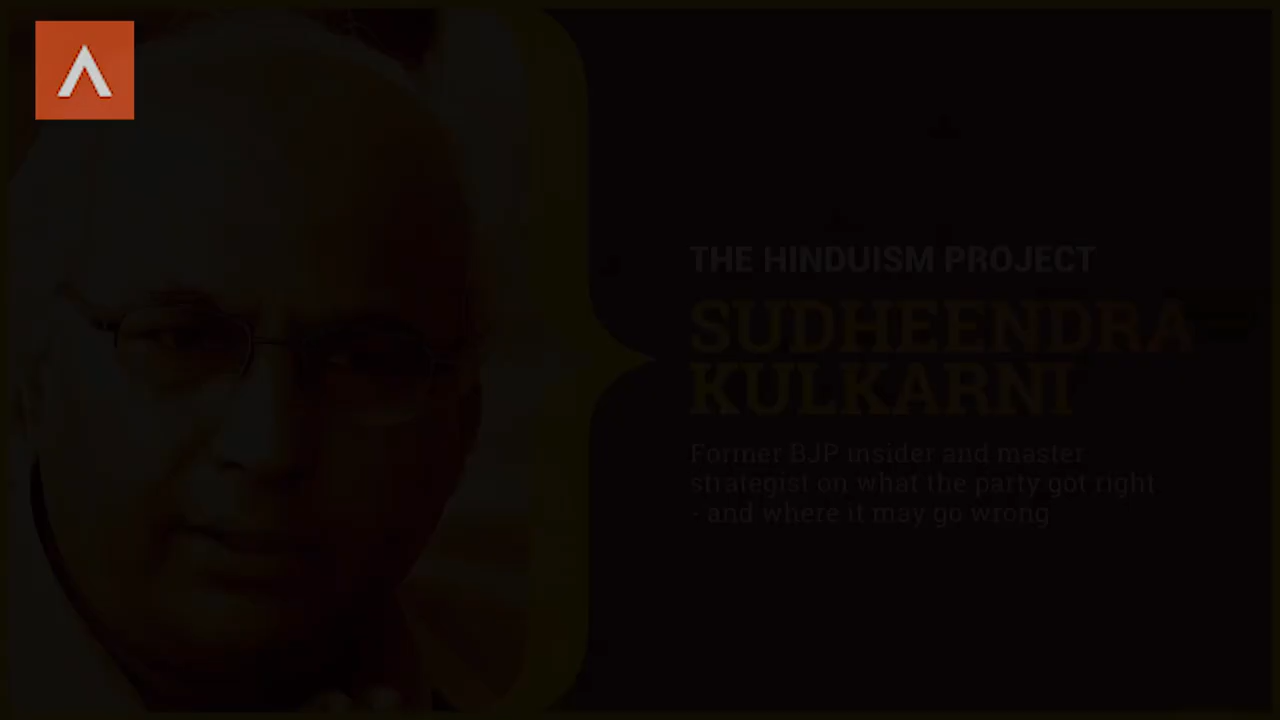 THE HINDUISM PROJECT
SUDHEENDRA
KULKARNI
Former BJP insider and master
strategist on what the party got right
- and where it may go wrong